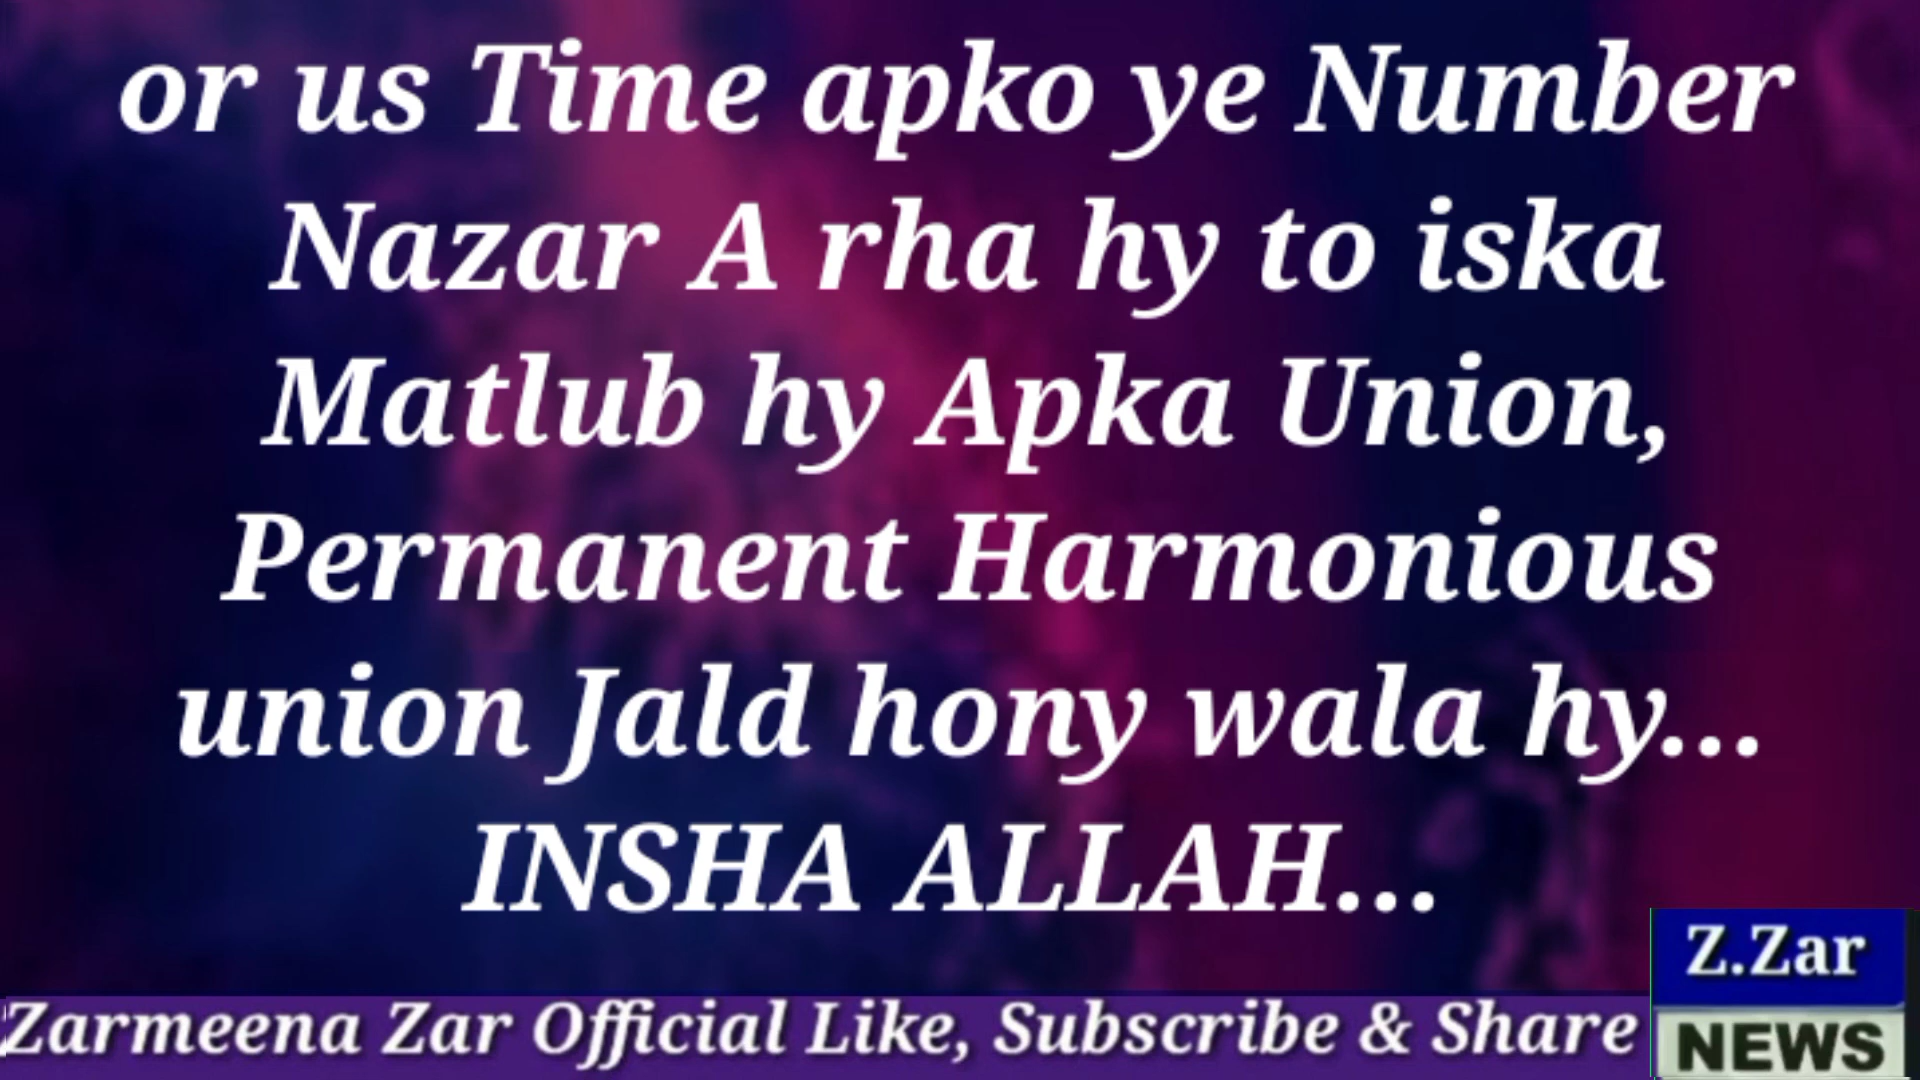 or us Time apko ye Number
Nazar A rha hy to iska
Matlub hy Apka Union,
Permanent Harmonious
union Jald hony wala hy...
INSHA ALLAH...
Z.Zar
Zarmeena Zar Official Like, Subscribe & Share
NEWS